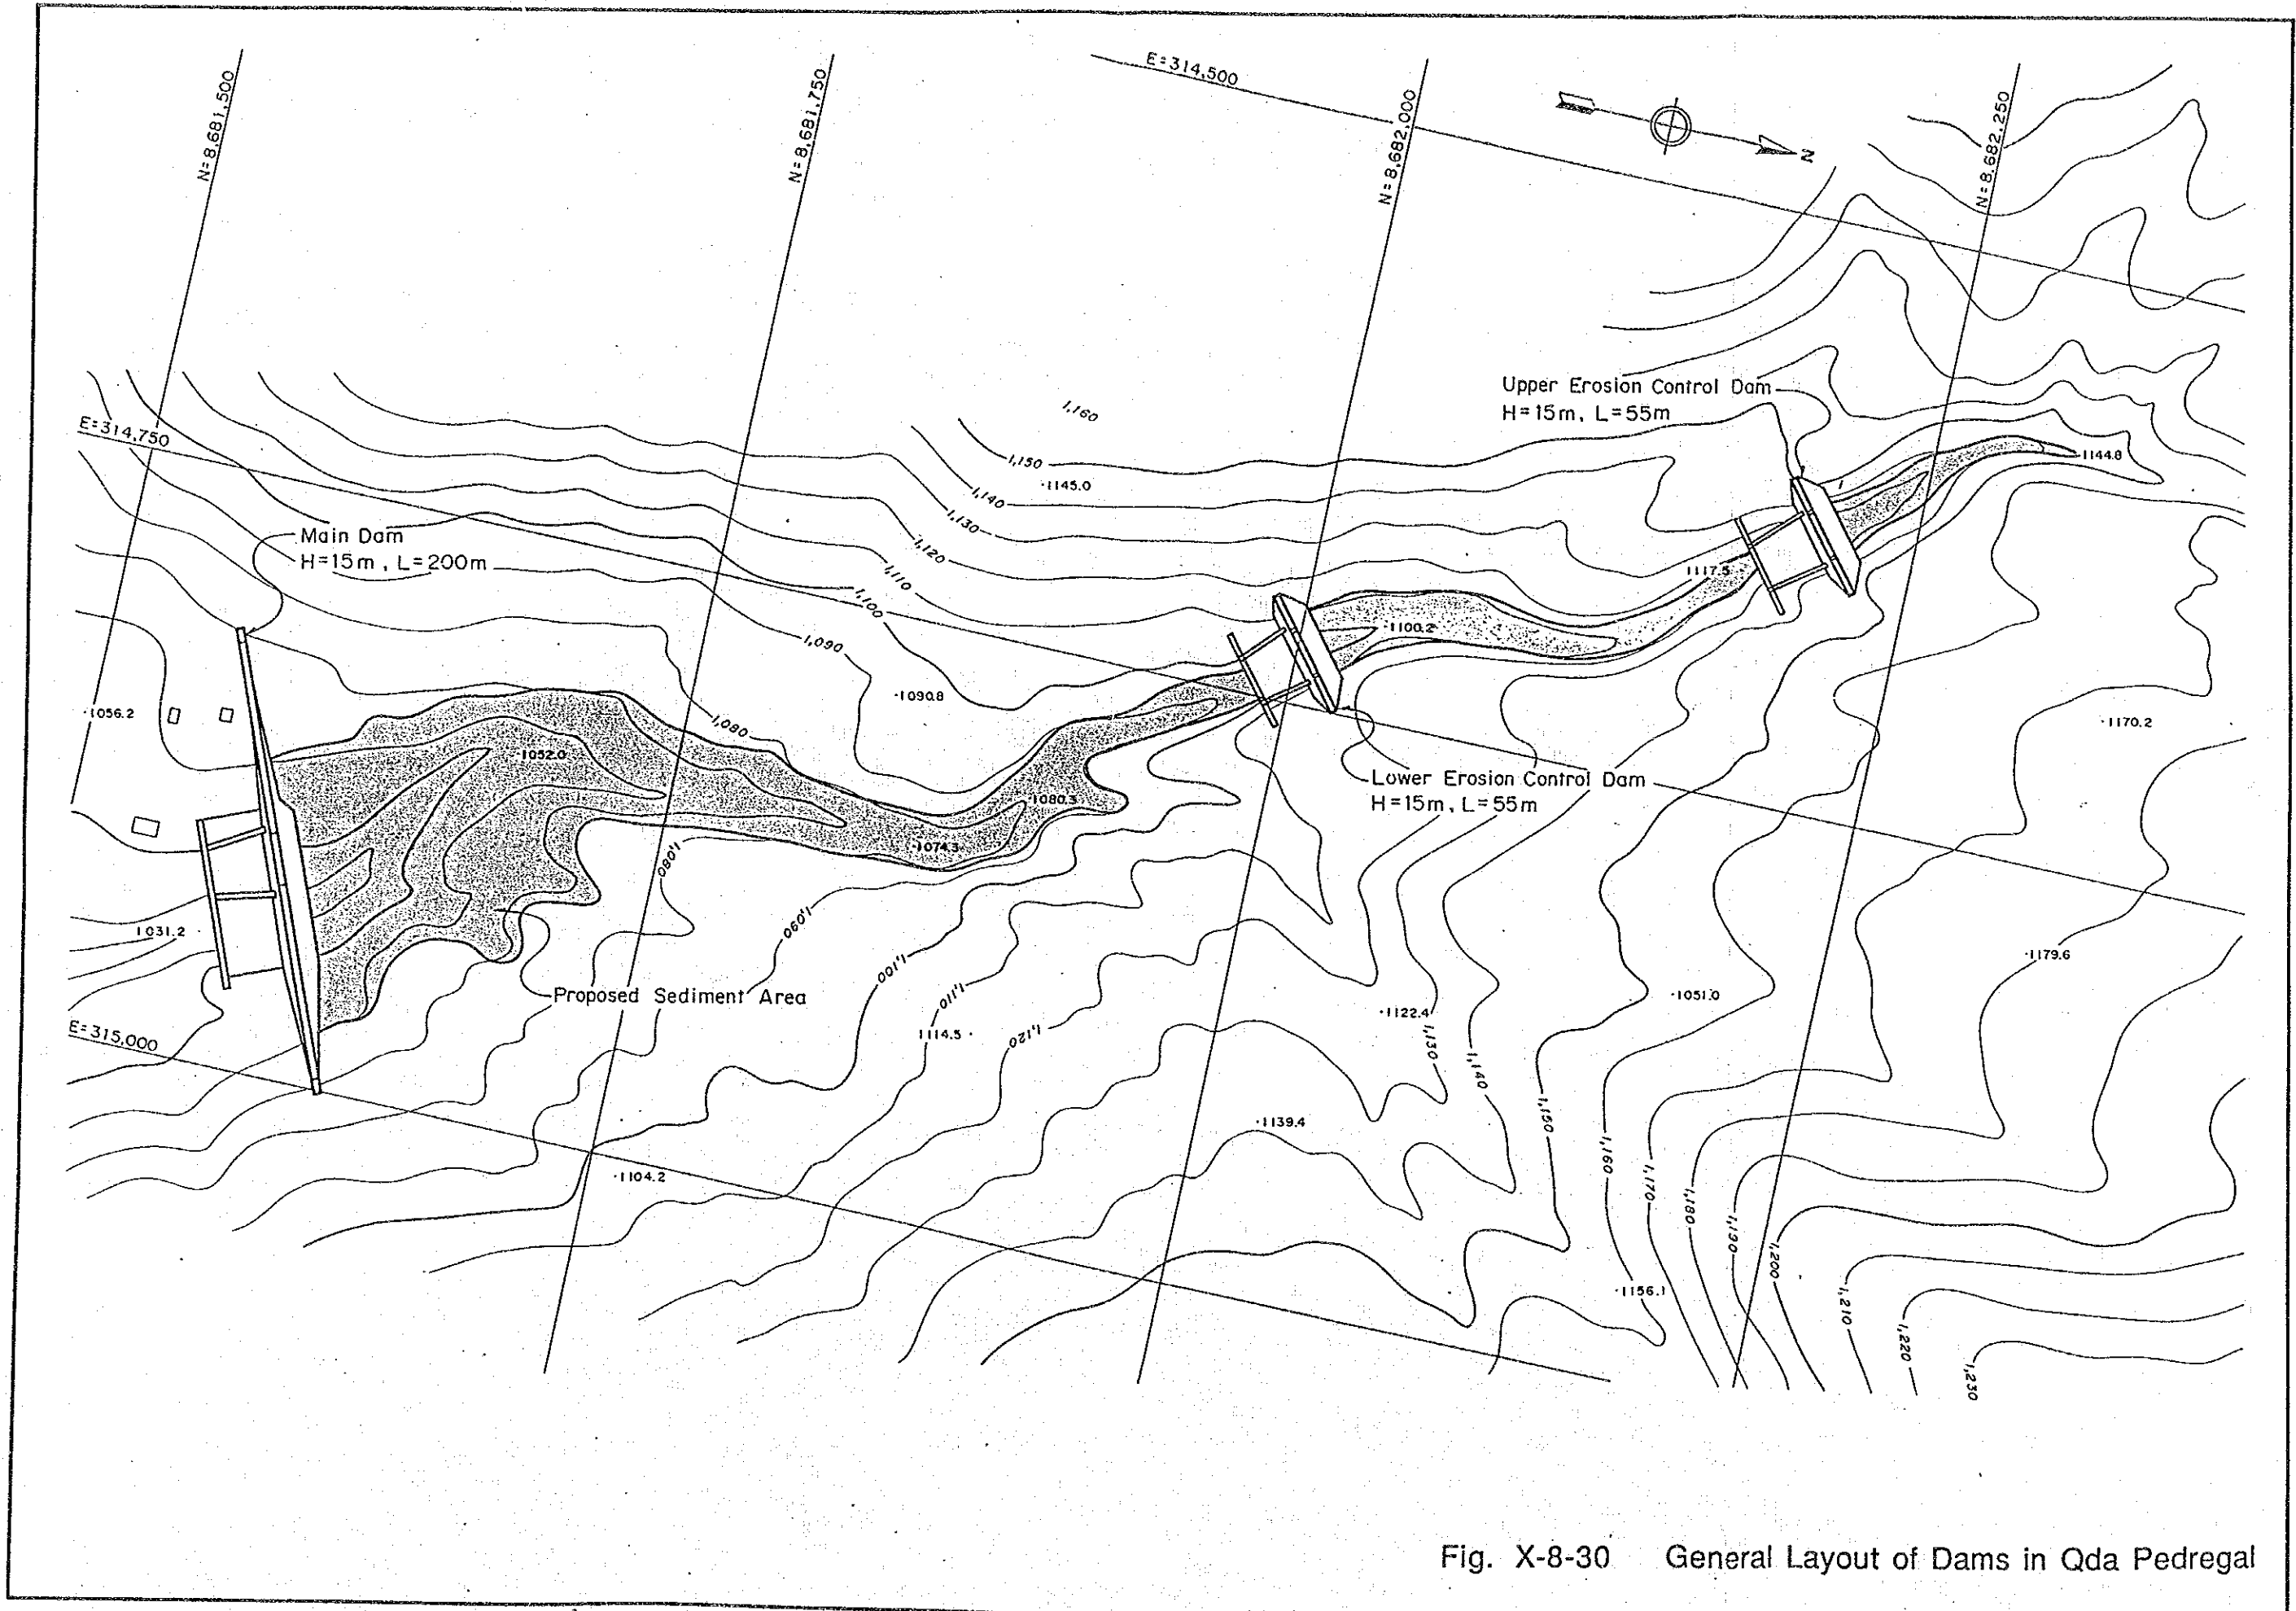 E=314,500
N=8,681,500
N=8,681,750
N=8,682,000
N=8,682,250
N
Upper Erosion Control Dam
H=15m, L=55m
1,160
E=314,750
1,150
·1145.0
1,140
1,130
1,120
1,110
1,100
1,090
1,080
·1144.8
Main Dam
H=15m, L=200m
1117.5
·1100.2
·1056.2
·1090.8
·1170.2
·1052.0
·1080.3
·1074.3
Lower Erosion Control Dam
H=15m, L=55m
1,080
1,090
1,100
1,110
1,120
1031.2
Proposed Sediment Area
E=315,000
1114.5
·1122.4
·1051.0
·1179.6
1,130
1,140
1,150
1,160
1,170
1,180
1,190
1,200
1,210
1,220
1,230
·1139.4
·1104.2
·1156.1
Fig. X-8-30 General Layout of Dams in Qda Pedregal